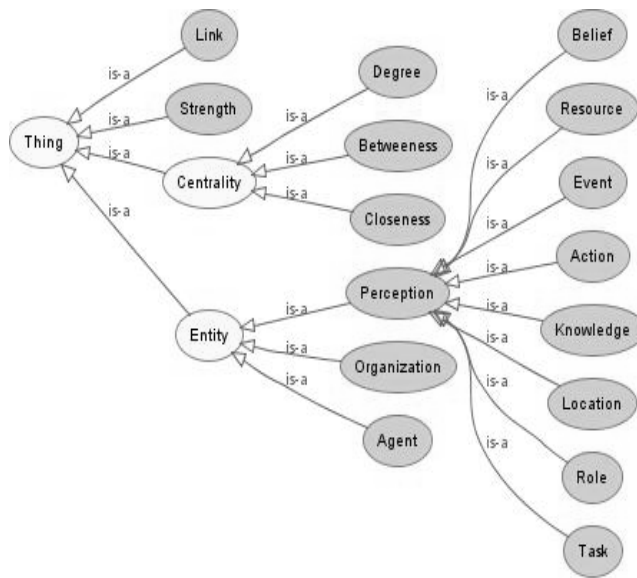 Link
is-a
Strength
is-a
Thing
is-a
Centrality
is-a
Degree
is-a
Betweeness
is-a
Closeness
is-a
Entity
is-a
Perception
is-a
Organization
is-a
Agent
is-a
Belief
is-a
Resource
is-a
Event
is-a
Action
is-a
Knowledge
is-a
Location
is-a
Role
is-a
Task
is-a